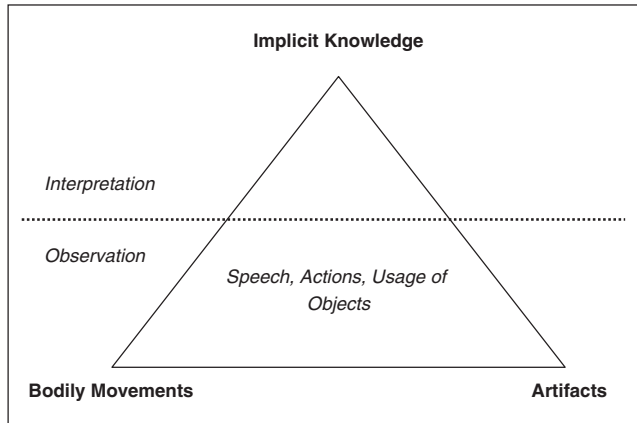 Implicit Knowledge
Interpretation
Observation
Speech, Actions, Usage of
Objects
Bodily Movements
Artifacts